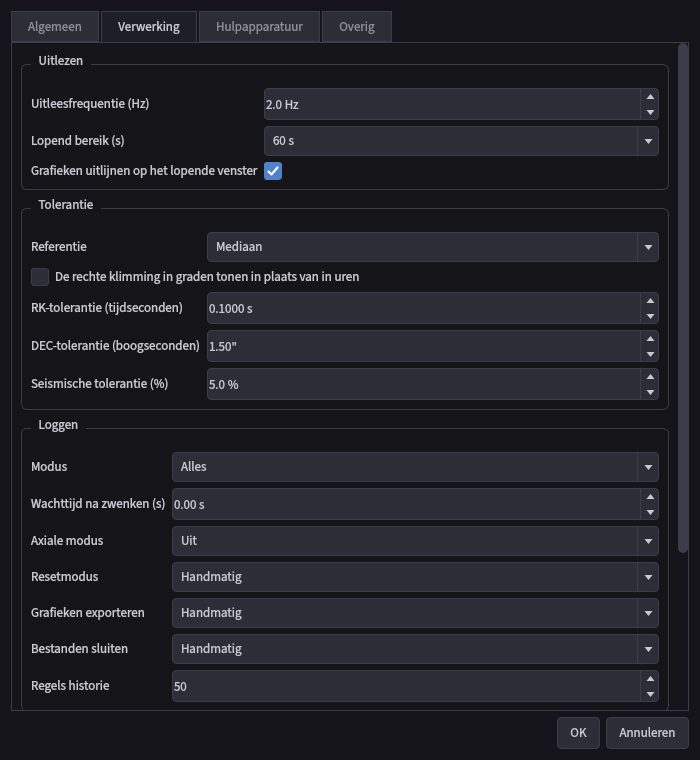 Algemeen Verwerking Hulpapparatuur Overig
Uitlezen
Uitleesfrequentie (Hz) 2.0 Hz
Lopend bereik (s) 60 s
Grafieken uitlijnen op het lopende venster
Tolerantie
Referentie Mediaan
De rechte klimming in graden tonen in plaats van in uren
RK-tolerantie (tijdseconden) 0.1000 s
DEC-tolerantie (boogseconden) 1.50"
Seismische tolerantie (%) 5.0 %
Loggen
Modus Alles
Wachttijd na zwenken (s) 0.00 s
Axiale modus Uit
Resetmodus Handmatig
Grafieken exporteren Handmatig
Bestanden sluiten Handmatig
Regels historie 50
OK Annuleren